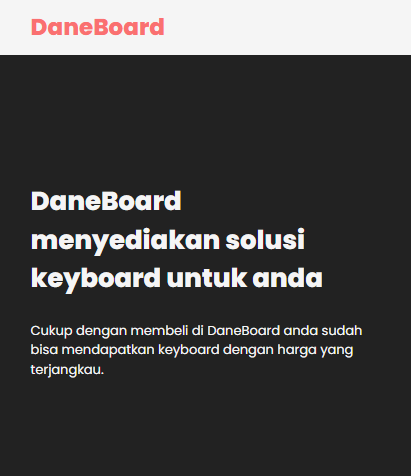 DaneBoard
DaneBoard
menyediakan solusi
keyboard untuk anda
Cukup dengan membeli di DaneBoard anda sudah
bisa mendapatkan keyboard dengan harga yang
terjangkau.